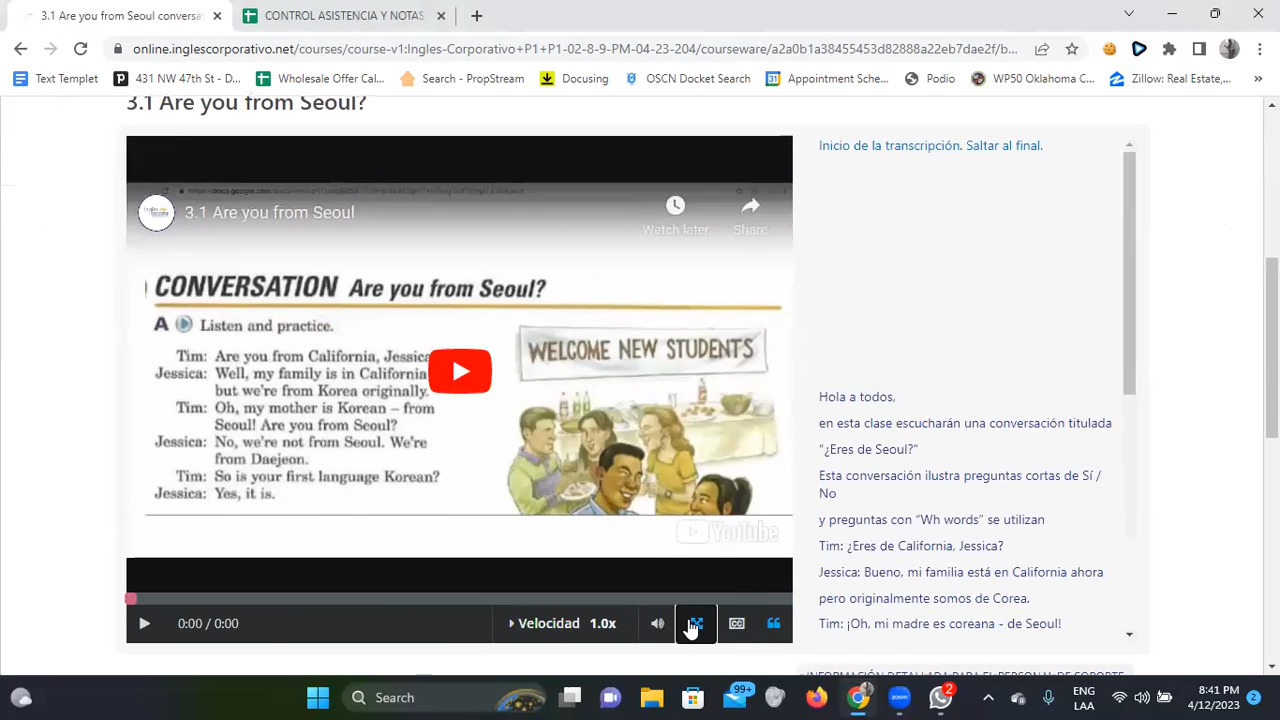 3.1 Are you from Seoul conversa
CONTROL ASISTENCIA Y NOTAS
online.inglescorporativo.net/courses/course-v1:Ingles-Corporativo+P1+P1-02-8-9-PM-04-23-204/courseware/a2a0b1a38455453d82888a22eb7dae2f/b...
Text Templet
431 NW 47th St - D...
Wholesale Offer Cal...
Search - PropStream
Docusing
OSCN Docket Search
Appointment Sche...
Podio
WP50 Oklahoma C...
Zillow: Real Estate,...
»
3.1 Are you from Seoul?
3.1 Are you from Seoul
Watch later
Share
CONVERSATION Are you from Seoul?
A Listen and practice.
Tim: Are you from California, Jessica
Jessica: Well, my family is in California
but we're from Korea originally.
Tim: Oh, my mother is Korean – from
Seoul! Are you from Seoul?
Jessica: No, we're not from Seoul. We're
from Daejeon.
Tim: So is your first language Korean?
Jessica: Yes, it is.
WELCOME NEW STUDENTS
YouTube
0:00 / 0:00
Velocidad 1.0x
Inicio de la transcripción. Saltar al final.
Hola a todos,
en esta clase escucharán una conversación titulada
"¿Eres de Seoul?"
Esta conversación ilustra preguntas cortas de Sí /
No
y preguntas con “Wh words” se utilizan
Tim: ¿Eres de California, Jessica?
Jessica: Bueno, mi familia está en California ahora
pero originalmente somos de Corea.
Tim: ¡Oh, mi madre es coreana - de Seoul!
INFORMACIÓN DETALLADA PARA EL PERSONAL DE SOPORTE
Search
99+
2
ENG
LAA
8:41 PM
4/12/2023
2